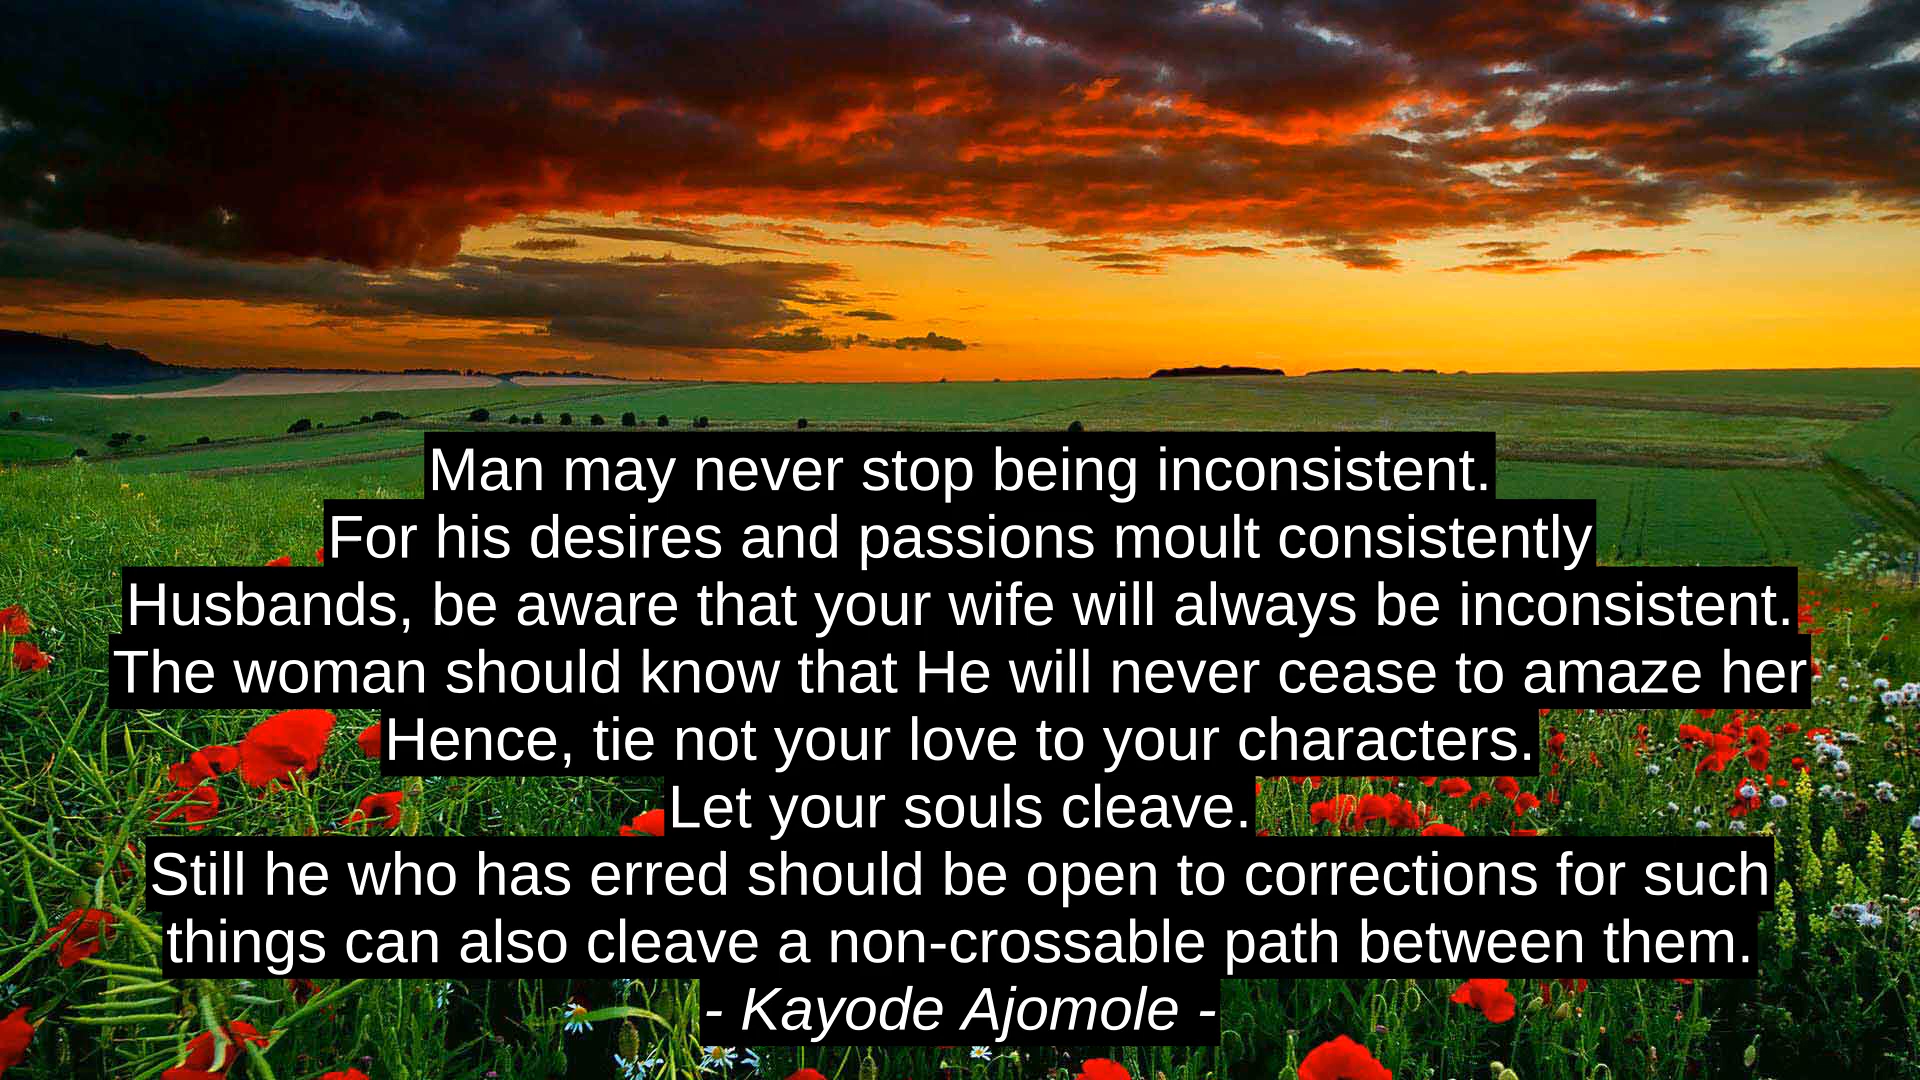 Man may never stop being inconsistent.
For his desires and passions moult consistently
Husbands, be aware that your wife will always be inconsistent.
The woman should know that He will never cease to amaze her
Hence, tie not your love to your characters.
Let your souls cleave.
Still he who has erred should be open to corrections for such
things can also cleave a non-crossable path between them.
- Kayode Ajomole -